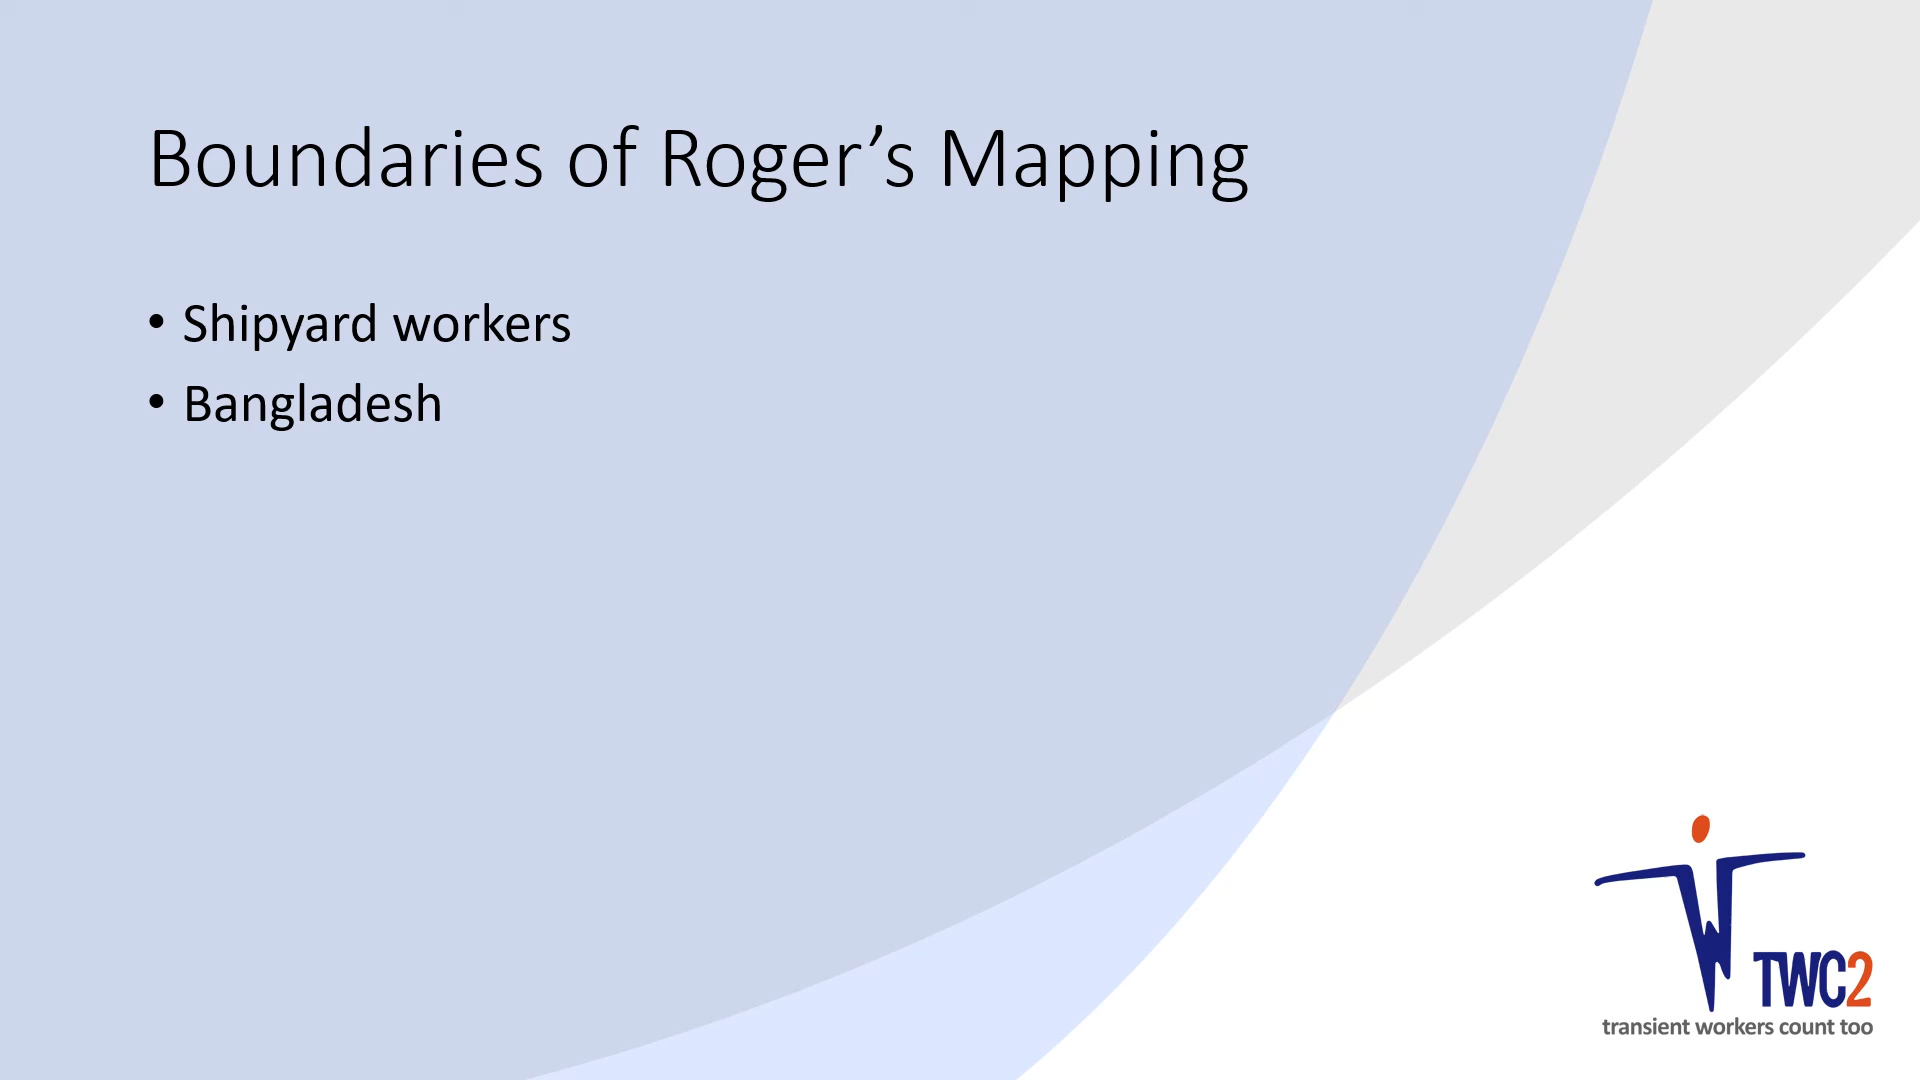 Boundaries of Roger’s Mapping
• Shipyard workers
• Bangladesh
TWC2
transient workers count too